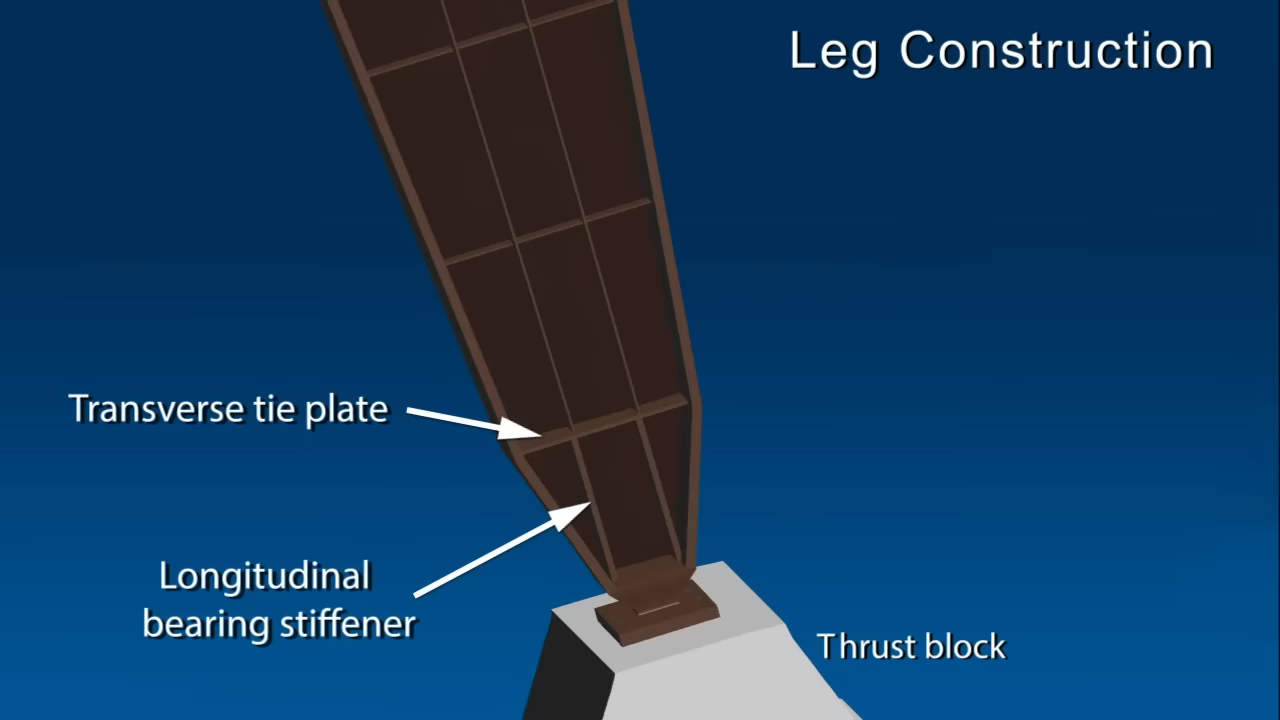 Leg Construction
Transverse tie plate
Longitudinal
bearing stiffener
Thrust block